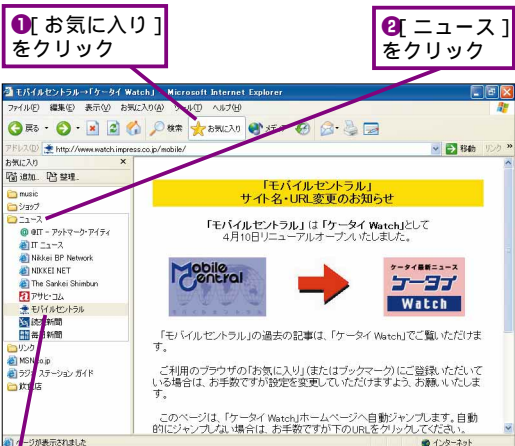 ❶[ お気に入り ]
をクリック
❷[ ニュース ]
をクリック
モバイルセントラル→「ケータイ Watch」 - Microsoft Internet Explorer
ファイル(F) 編集(E) 表示(V) お気に入り(A) ツール(T) ヘルプ(H)
戻る 検索 お気に入り メディア
アドレス(D) http://www.watch.impress.co.jp/mobile/ 移動 リンク »
お気に入り ×
追加... 整理...
music
ショップ
ニュース
@IT - アットマーク・アイティ
IT ニュース
Nikkei BP Network
NIKKEI NET
The Sankei Shimbun
アサヒ・コム
モバイルセントラル
読売新聞
毎日新聞
リンク
ラジオステーション ガイド
飲食店
「モバイルセントラル」
サイト名・URL変更のお知らせ
「モバイルセントラル」は「ケータイ Watch」として
4月10日リニューアルオープンいたしました。
Mobile
Central
ケータイ最新ニュース
ケータイ
Watch
「モバイルセントラル」の過去の記事は、「ケータイ Watch」でご覧いただけま
す。
ご利用のブラウザの「お気に入り」(またはブックマーク)にご登録いただいて
いる場合は、お手数ですが設定を変更していただけますよう、お願いいたしま
す。
このページは、「ケータイ Watch」ホームページへ自動ジャンプします。自動
的にジャンプしない場合は、お手数ですが下のURLをクリックしてください。
ページが表示されました
インターネット